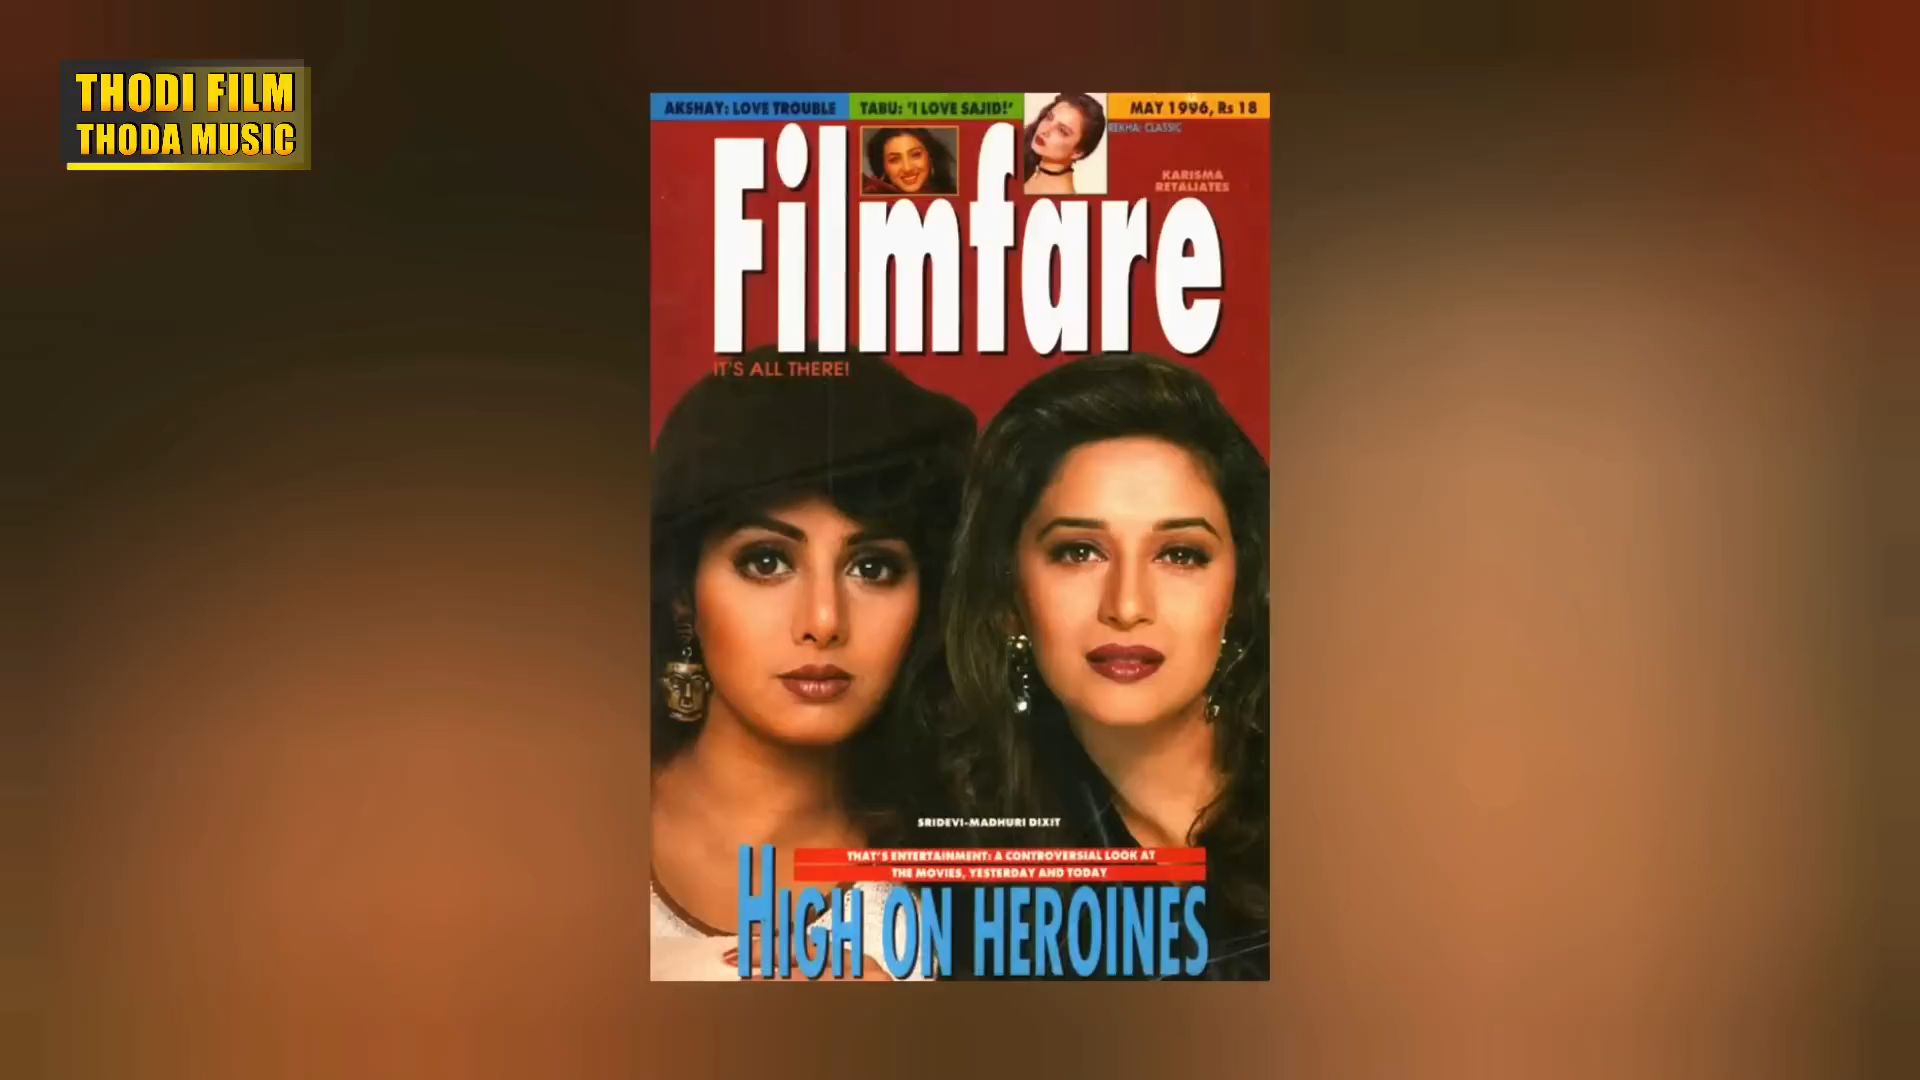 THODI FILM
THODA MUSIC
AKSHAY: LOVE TROUBLE
TABU: 'I LOVE SAJID!'
MAY 1996, Rs 18
REKHA: CLASSIC
KARISMA
RETALIATES
Filmfare
IT'S ALL THERE!
SRIDEVI-MADHURI DIXIT
THAT'S ENTERTAINMENT: A CONTROVERSIAL LOOK AT
THE MOVIES, YESTERDAY AND TODAY
HIGH ON HEROINES